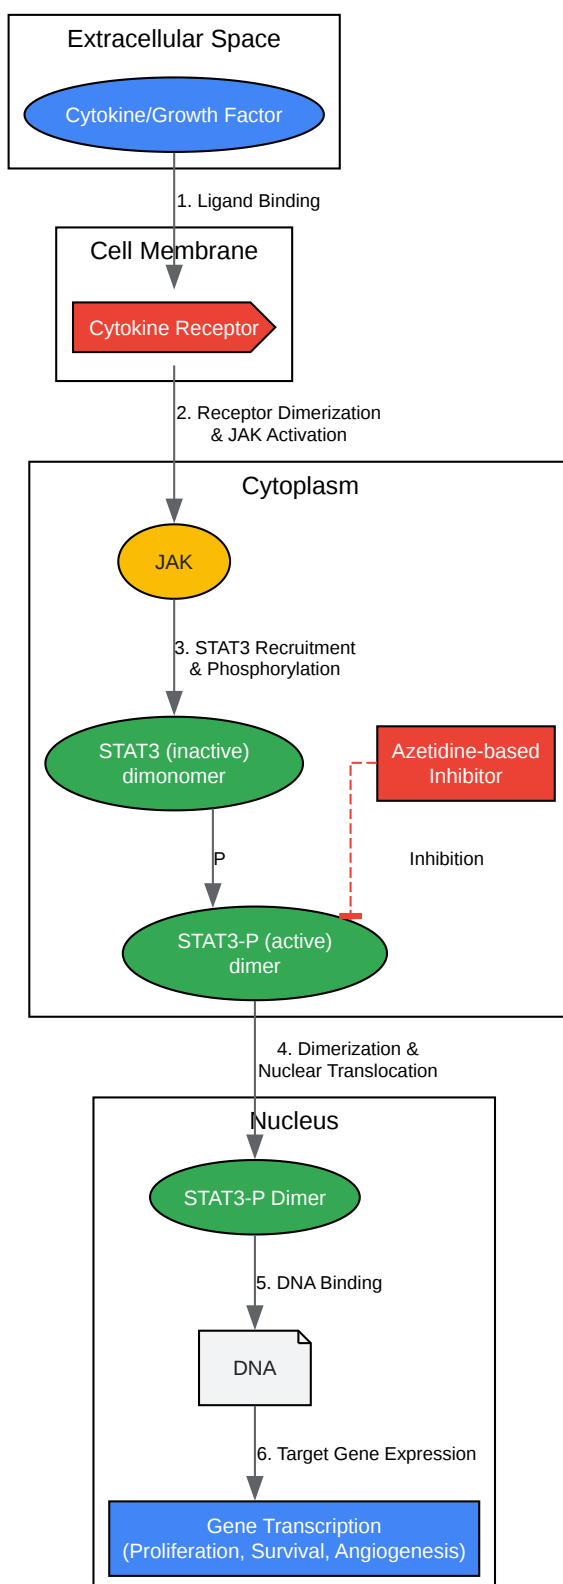 Extracellular Space
Cytokine/Growth Factor
1. Ligand Binding
Cell Membrane
Cytokine Receptor
2. Receptor Dimerization
& JAK Activation
Cytoplasm
JAK
3. STAT3 Recruitment
& Phosphorylation
STAT3 (inactive)
dimonomer
Azetidine-based
Inhibitor
P
Inhibition
STAT3-P (active)
dimer
4. Dimerization &
Nuclear Translocation
Nucleus
STAT3-P Dimer
5. DNA Binding
DNA
6. Target Gene Expression
Gene Transcription
(Proliferation, Survival, Angiogenesis)